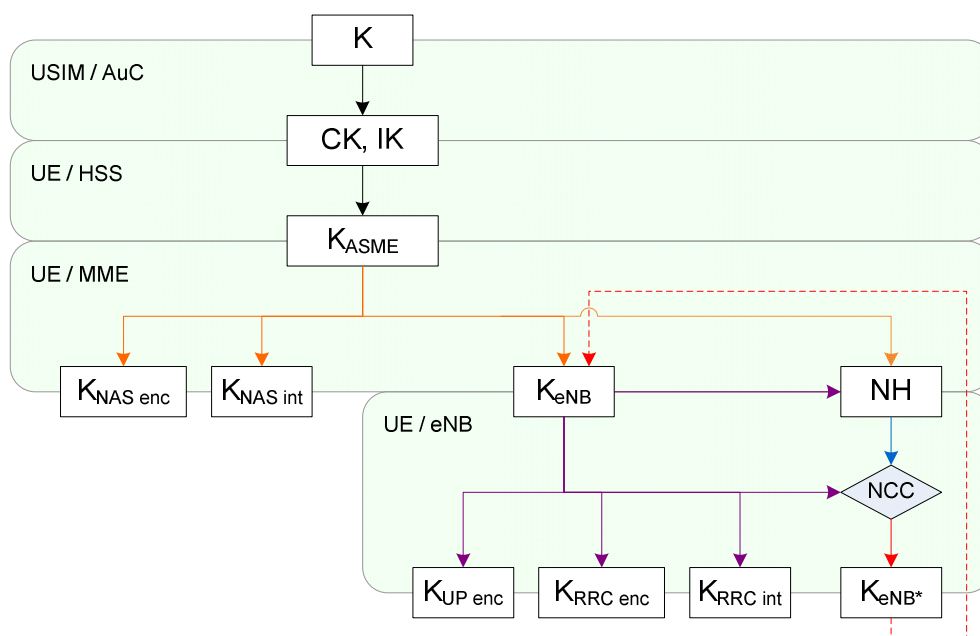 K
USIM / AuC
CK, IK
UE / HSS
KASME
UE / MME
KNAS enc
KNAS int
KeNB
NH
UE / eNB
NCC
KUP enc
KRRC enc
KRRC int
KeNB*